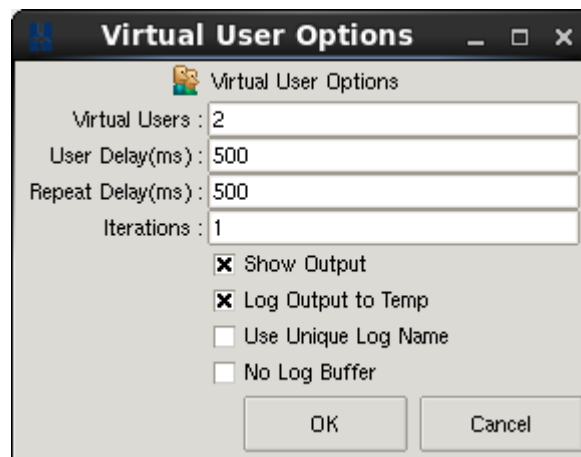 Virtual User Options
Virtual User Options
Virtual Users : 2
User Delay(ms) : 500
Repeat Delay(ms) : 500
Iterations : 1
Show Output
Log Output to Temp
Use Unique Log Name
No Log Buffer
OK Cancel